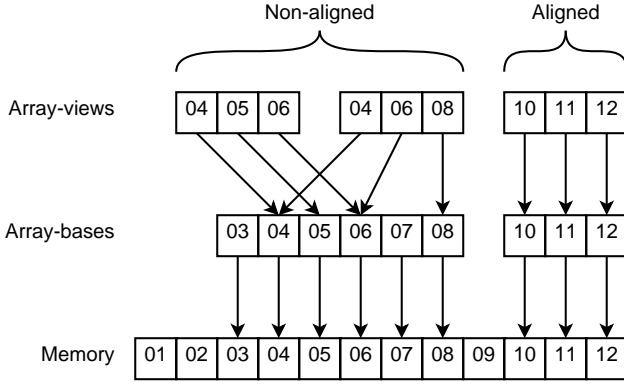 Non-aligned Aligned
Array-views 04 05 06 04 06 08 10 11 12
Array-bases 03 04 05 06 07 08 10 11 12
Memory 01 02 03 04 05 06 07 08 09 10 11 12